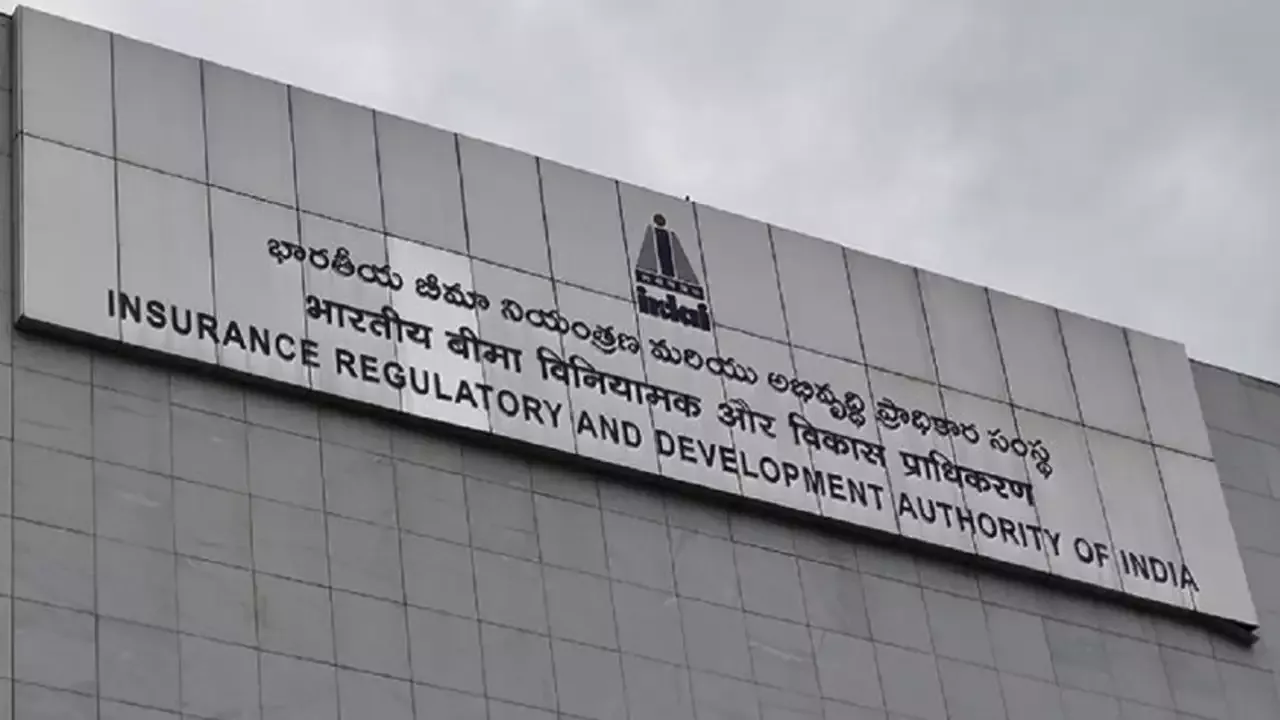 irdai
భారతీయ బీమా నియంత్రణ మరియు అభివృద్ధి ప్రాధికార సంస్థ
भारतीय बीमा विनियामक और विकास प्राधिकरण
INSURANCE REGULATORY AND DEVELOPMENT AUTHORITY OF INDIA